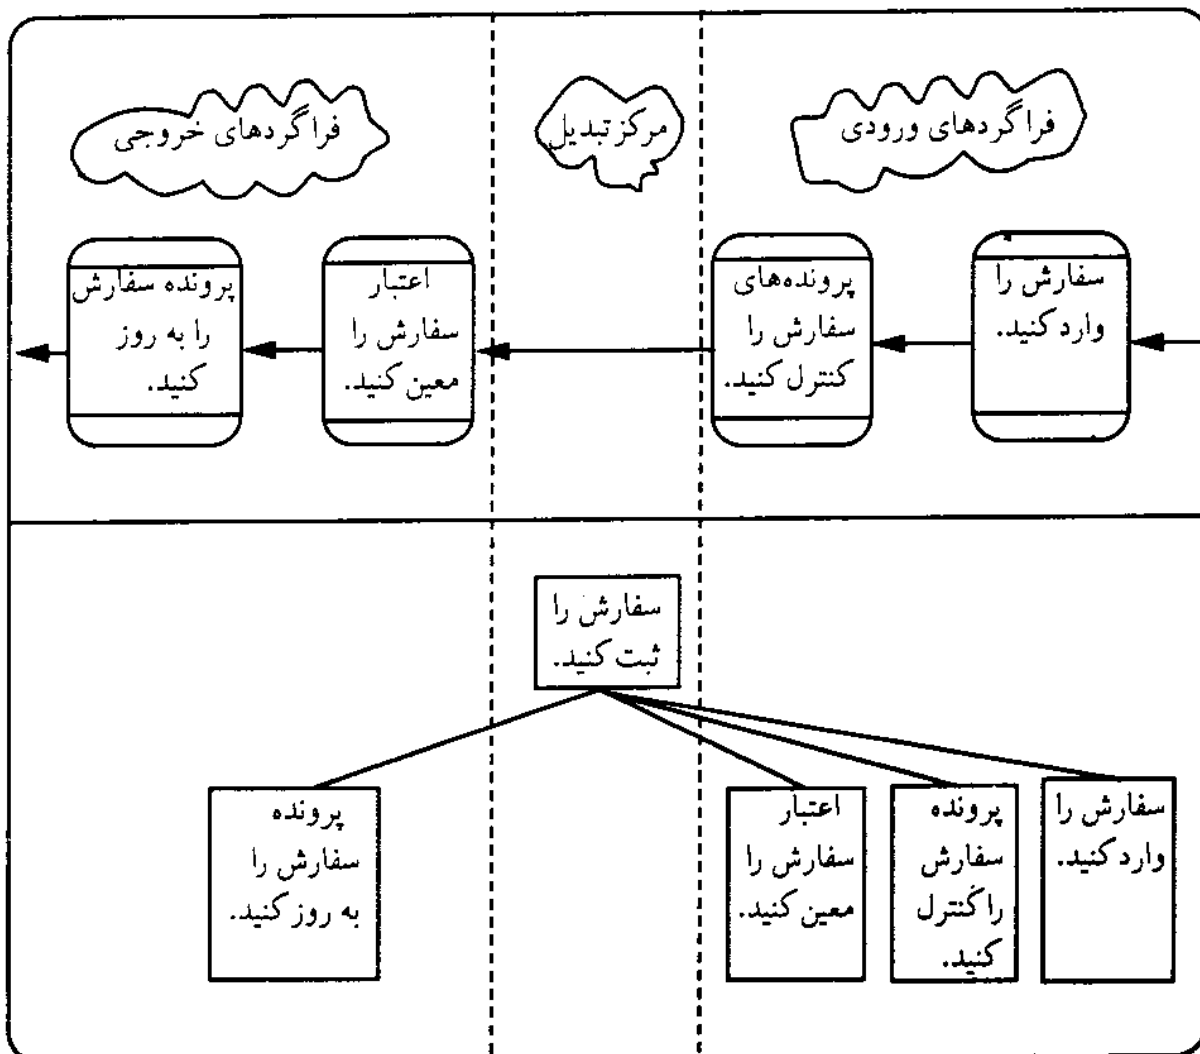 فراگردهای ورودی
مرکز تبدیل
فراگردهای خروجی
سفارش را
وارد کنید.
پرونده‌های
سفارش را
کنترل کنید.
اعتبار
سفارش را
معین کنید.
پرونده سفارش
را به روز
کنید.
سفارش را
ثبت کنید.
سفارش را
وارد کنید.
پرونده
سفارش
را کنترل
کنید.
اعتبار
سفارش را
معین کنید.
پرونده
سفارش را
به روز کنید.